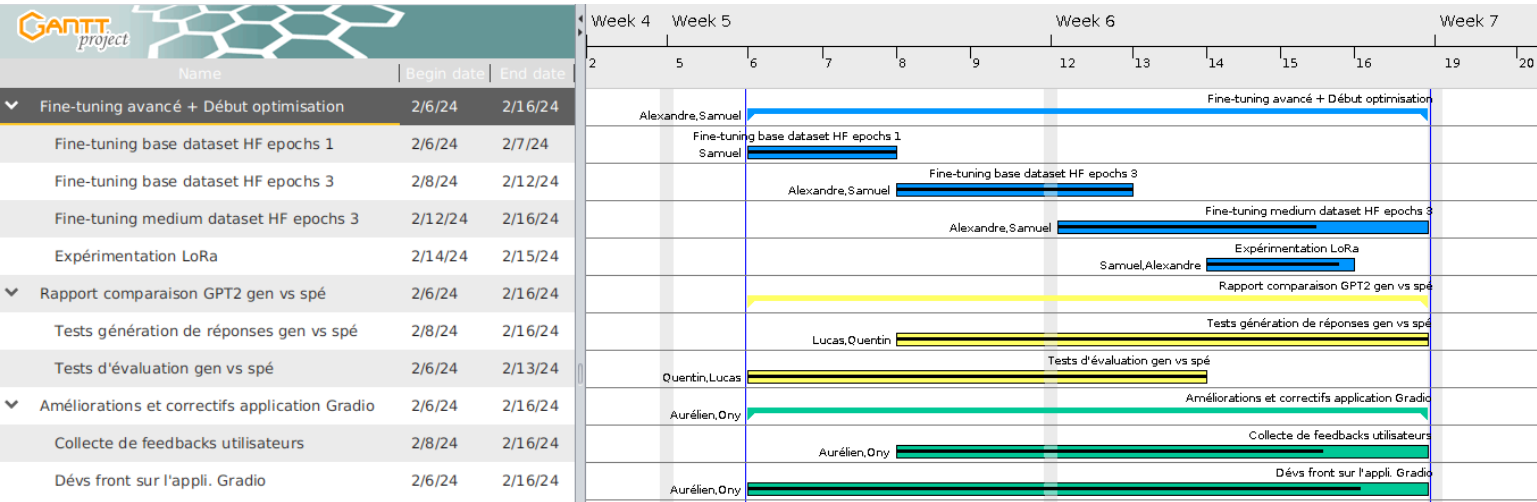 GANTT project
Week 4 Week 5 Week 6 Week 7
Name Begin date End date
2 5 6 7 8 9 12 13 14 15 16 19 20
Fine-tuning avancé + Début optimisation 2/6/24 2/16/24
Fine-tuning avancé + Début optimisation
Alexandre,Samuel
Fine-tuning base dataset HF epochs 1 2/6/24 2/7/24
Fine-tuning base dataset HF epochs 1
Samuel
Fine-tuning base dataset HF epochs 3 2/8/24 2/12/24
Fine-tuning base dataset HF epochs 3
Alexandre,Samuel
Fine-tuning medium dataset HF epochs 3 2/12/24 2/16/24
Fine-tuning medium dataset HF epochs 3
Alexandre,Samuel
Expérimentation LoRa 2/14/24 2/15/24
Expérimentation LoRa
Samuel,Alexandre
Rapport comparaison GPT2 gen vs spé 2/6/24 2/16/24
Rapport comparaison GPT2 gen vs spé
Tests génération de réponses gen vs spé 2/8/24 2/16/24
Tests génération de réponses gen vs spé
Lucas,Quentin
Tests d'évaluation gen vs spé 2/6/24 2/13/24
Tests d'évaluation gen vs spé
Quentin,Lucas
Améliorations et correctifs application Gradio 2/6/24 2/16/24
Améliorations et correctifs application Gradio
Aurélien,Ony
Collecte de feedbacks utilisateurs 2/8/24 2/16/24
Collecte de feedbacks utilisateurs
Aurélien,Ony
Dévs front sur l'appli. Gradio 2/6/24 2/16/24
Dévs front sur l'appli. Gradio
Aurélien,Ony